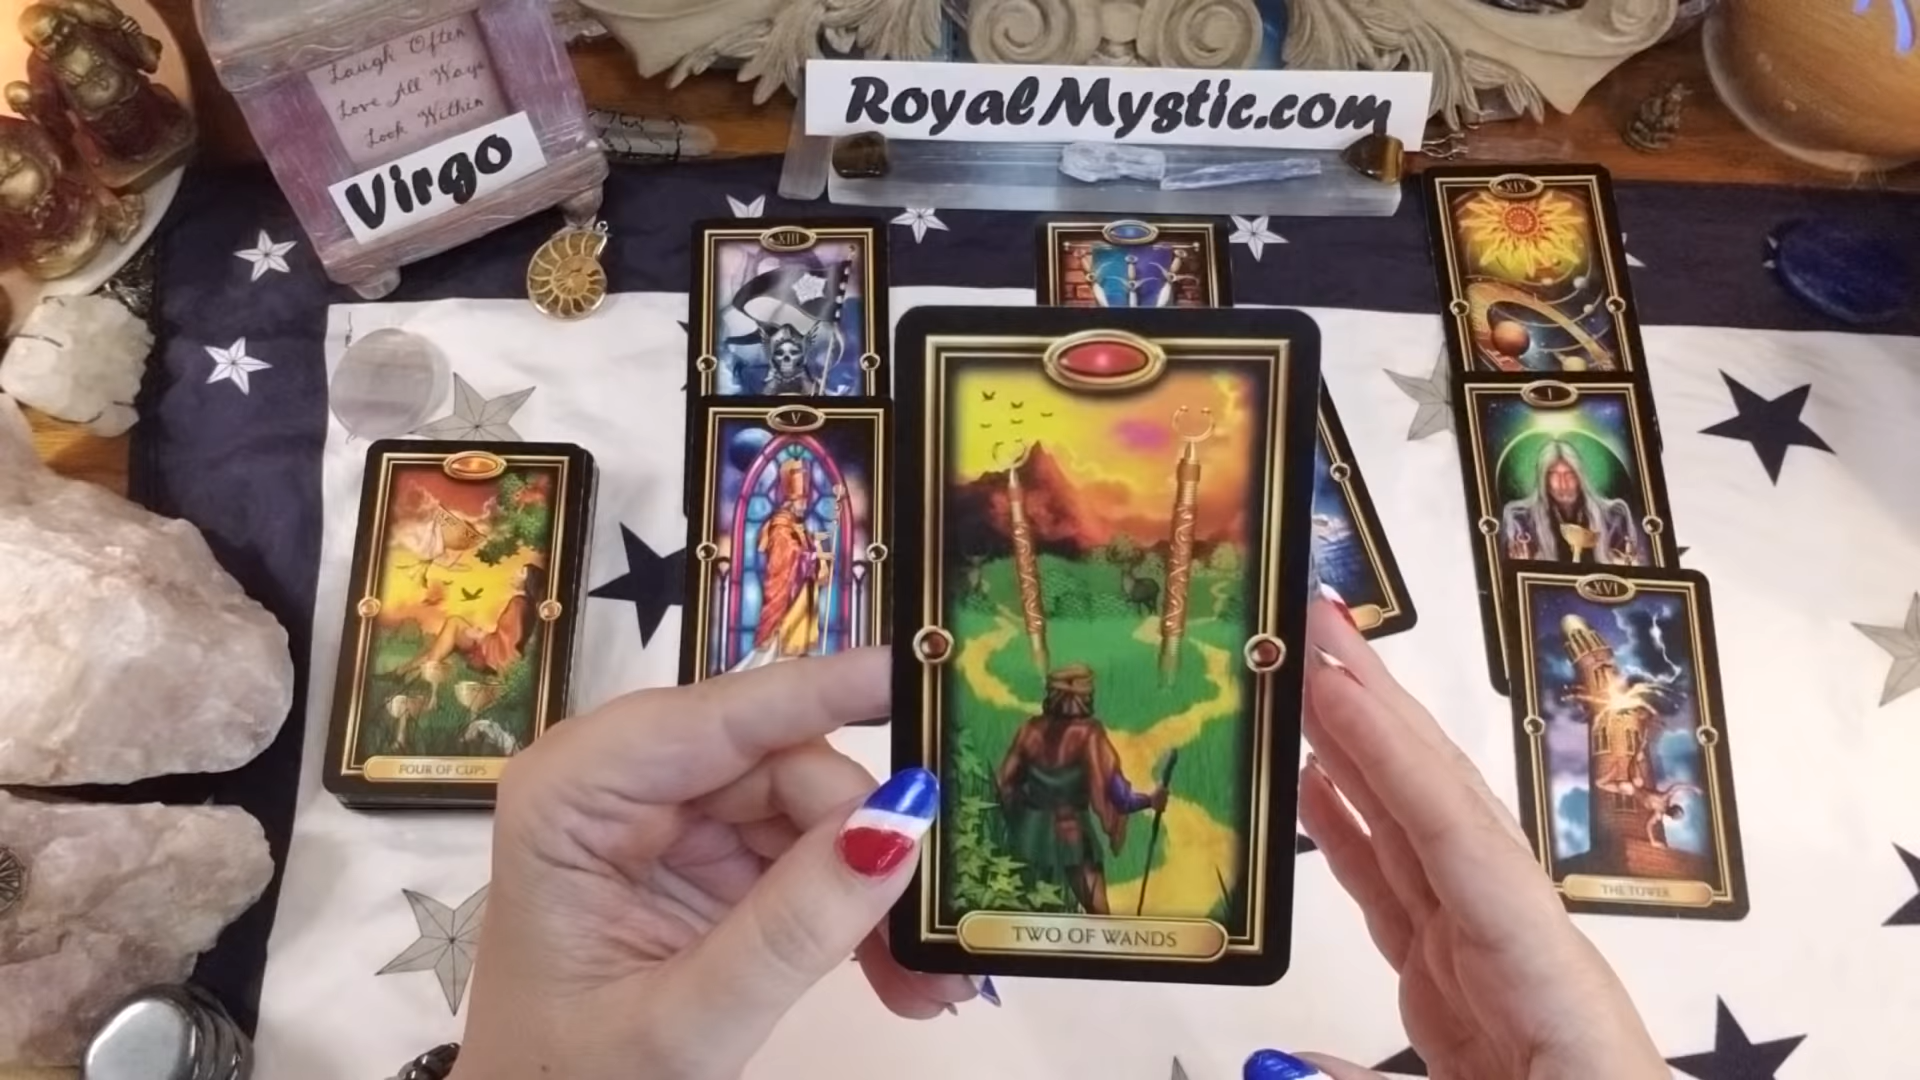 Laugh Often
Love All Ways
Look Within
Virgo
RoyalMystic.com
XIII
XIX
V
I
XVI
FOUR OF CUPS
TWO OF WANDS
THE TOWER